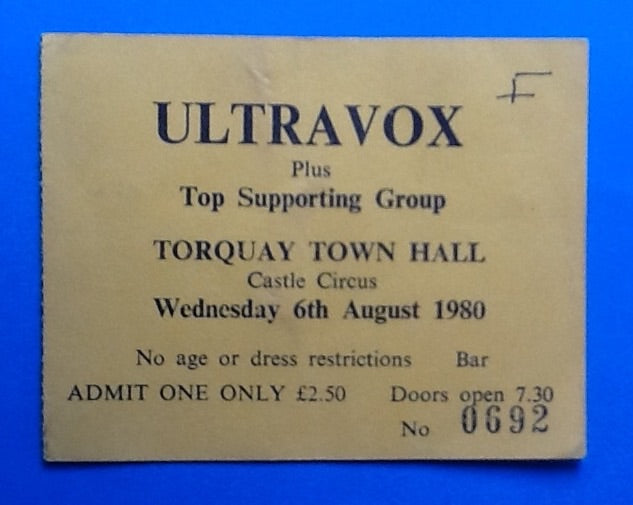 F
ULTRAVOX
Plus
Top Supporting Group
TORQUAY TOWN HALL
Castle Circus
Wednesday 6th August 1980
No age or dress restrictions Bar
ADMIT ONE ONLY £2.50 Doors open 7.30
No 0692